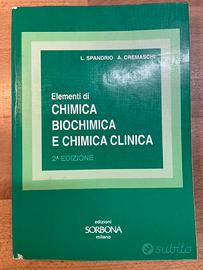 L. SPANDRIO A. CREMASCHI
Elementi di
CHIMICA
BIOCHIMICA
E CHIMICA CLINICA
2ª EDIZIONE
edizioni
SORBONA
milano
subito